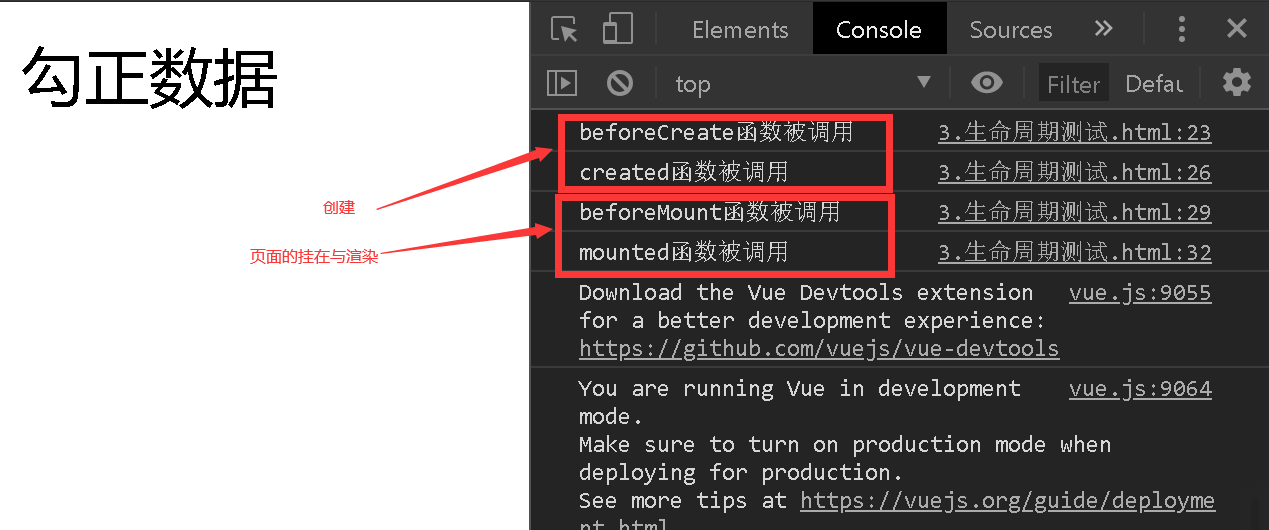 勾正数据
创建
页面的挂在与渲染
Elements Console Sources
top Filter Defau
beforeCreate函数被调用 3.生命周期测试.html:23
created函数被调用 3.生命周期测试.html:26
beforeMount函数被调用 3.生命周期测试.html:29
mounted函数被调用 3.生命周期测试.html:32
Download the Vue Devtools extension vue.js:9055
for a better development experience:
https://github.com/vuejs/vue-devtools
You are running Vue in development vue.js:9064
mode.
Make sure to turn on production mode when
deploying for production.
See more tips at https://vuejs.org/guide/deployme
nt.html